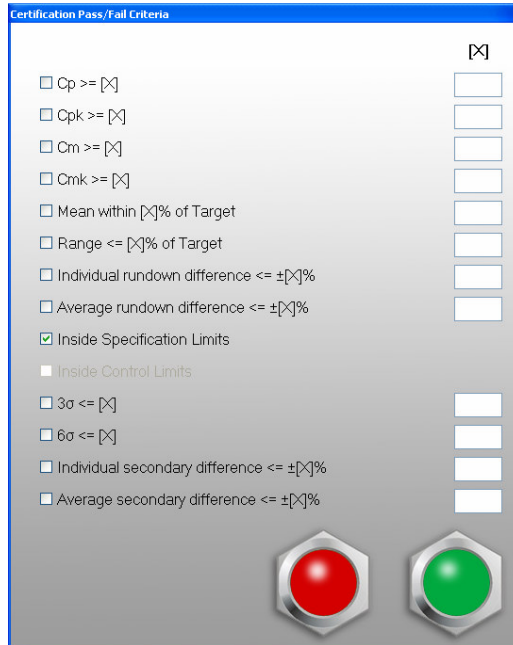 Certification Pass/Fail Criteria
[X]
Cp >= [X]
Cpk >= [X]
Cm >= [X]
Cmk >= [X]
Mean within [X]% of Target
Range <= [X]% of Target
Individual rundown difference <= ±[X]%
Average rundown difference <= ±[X]%
Inside Specification Limits
Inside Control Limits
3σ <= [X]
6σ <= [X]
Individual secondary difference <= ±[X]%
Average secondary difference <= ±[X]%